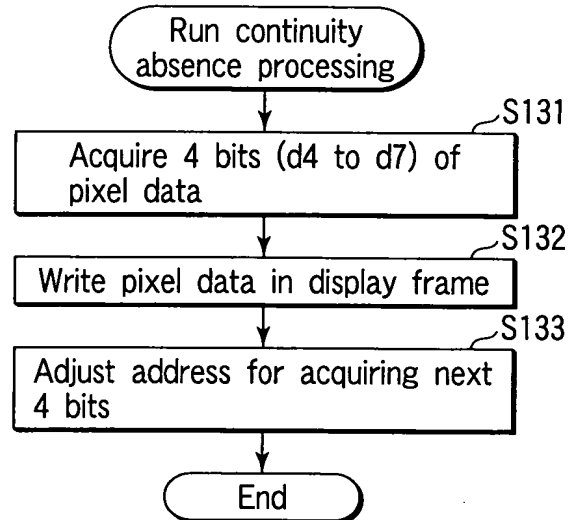 Run continuity
absence processing
S131
Acquire 4 bits (d4 to d7) of
pixel data
S132
Write pixel data in display frame
S133
Adjust address for acquiring next
4 bits
End